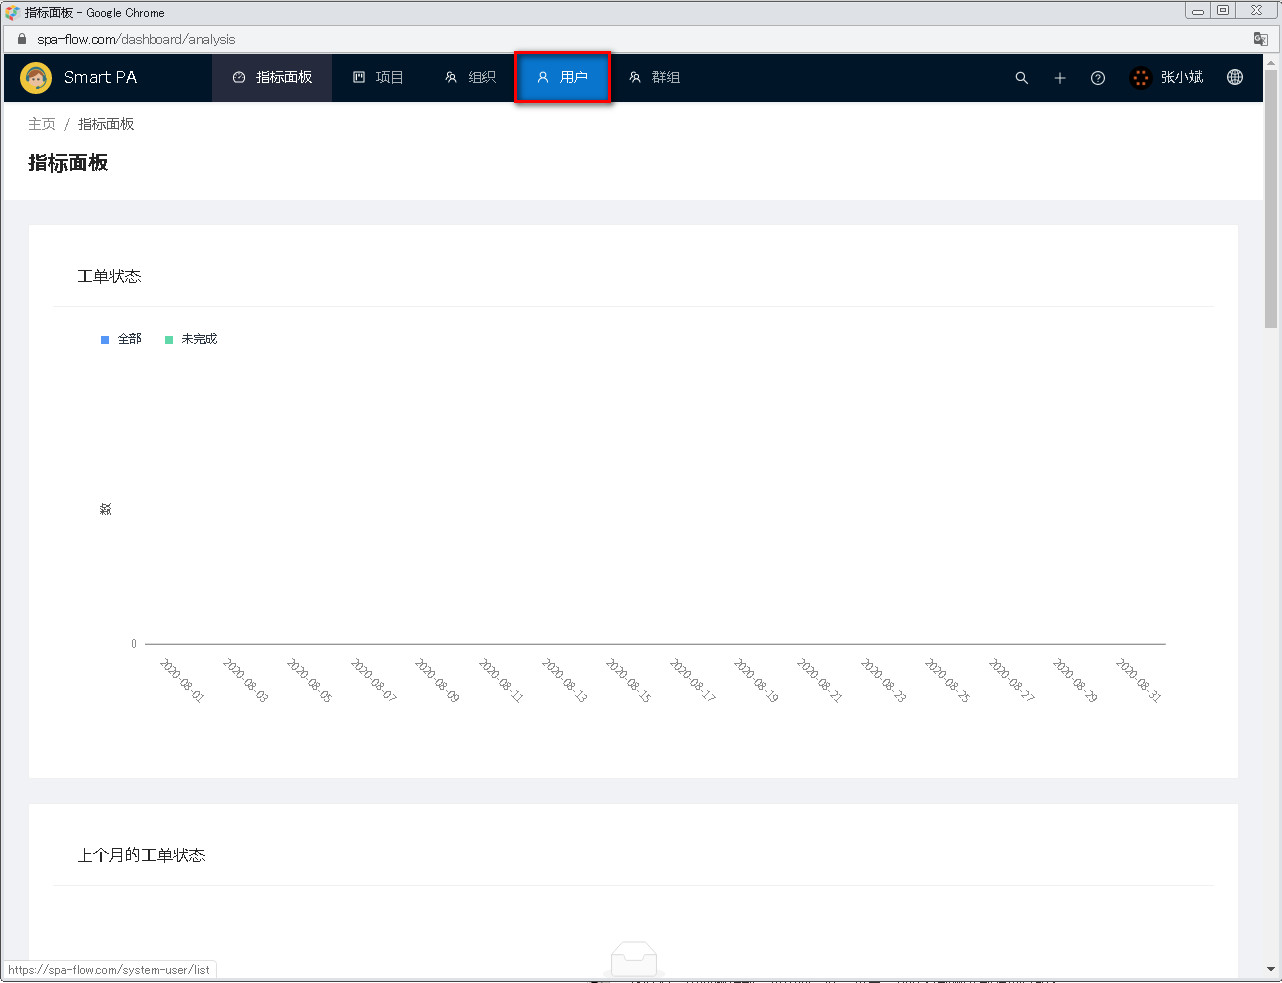 指标面板 - Google Chrome
spa-flow.com/dashboard/analysis
Smart PA 指标面板 项目 组织 用户 群组 张小斌
主页 / 指标面板
指标面板
工单状态
全部 未完成
数
0
2020-08-01 2020-08-03 2020-08-05 2020-08-07 2020-08-09 2020-08-11 2020-08-13 2020-08-15 2020-08-17 2020-08-19 2020-08-21 2020-08-23 2020-08-25 2020-08-27 2020-08-29 2020-08-31
上个月的工单状态
https://spa-flow.com/system-user/list